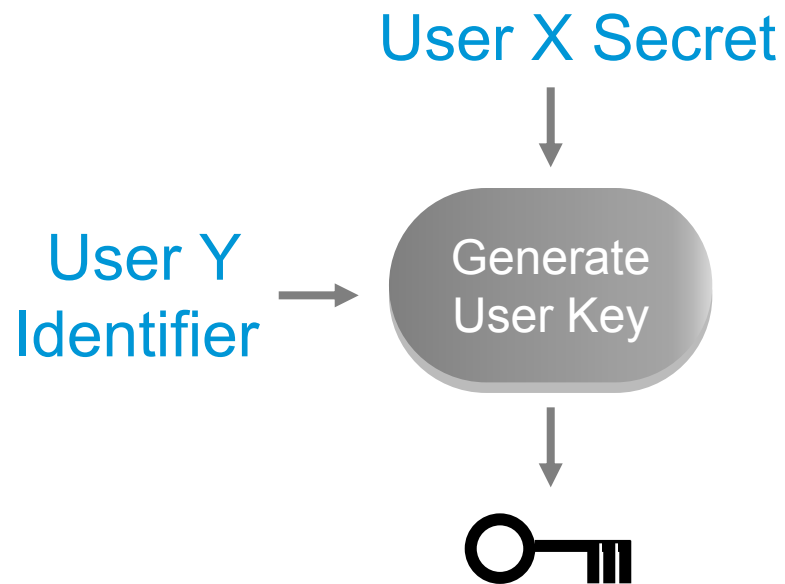 User X Secret
User Y
Identifier
Generate
User Key